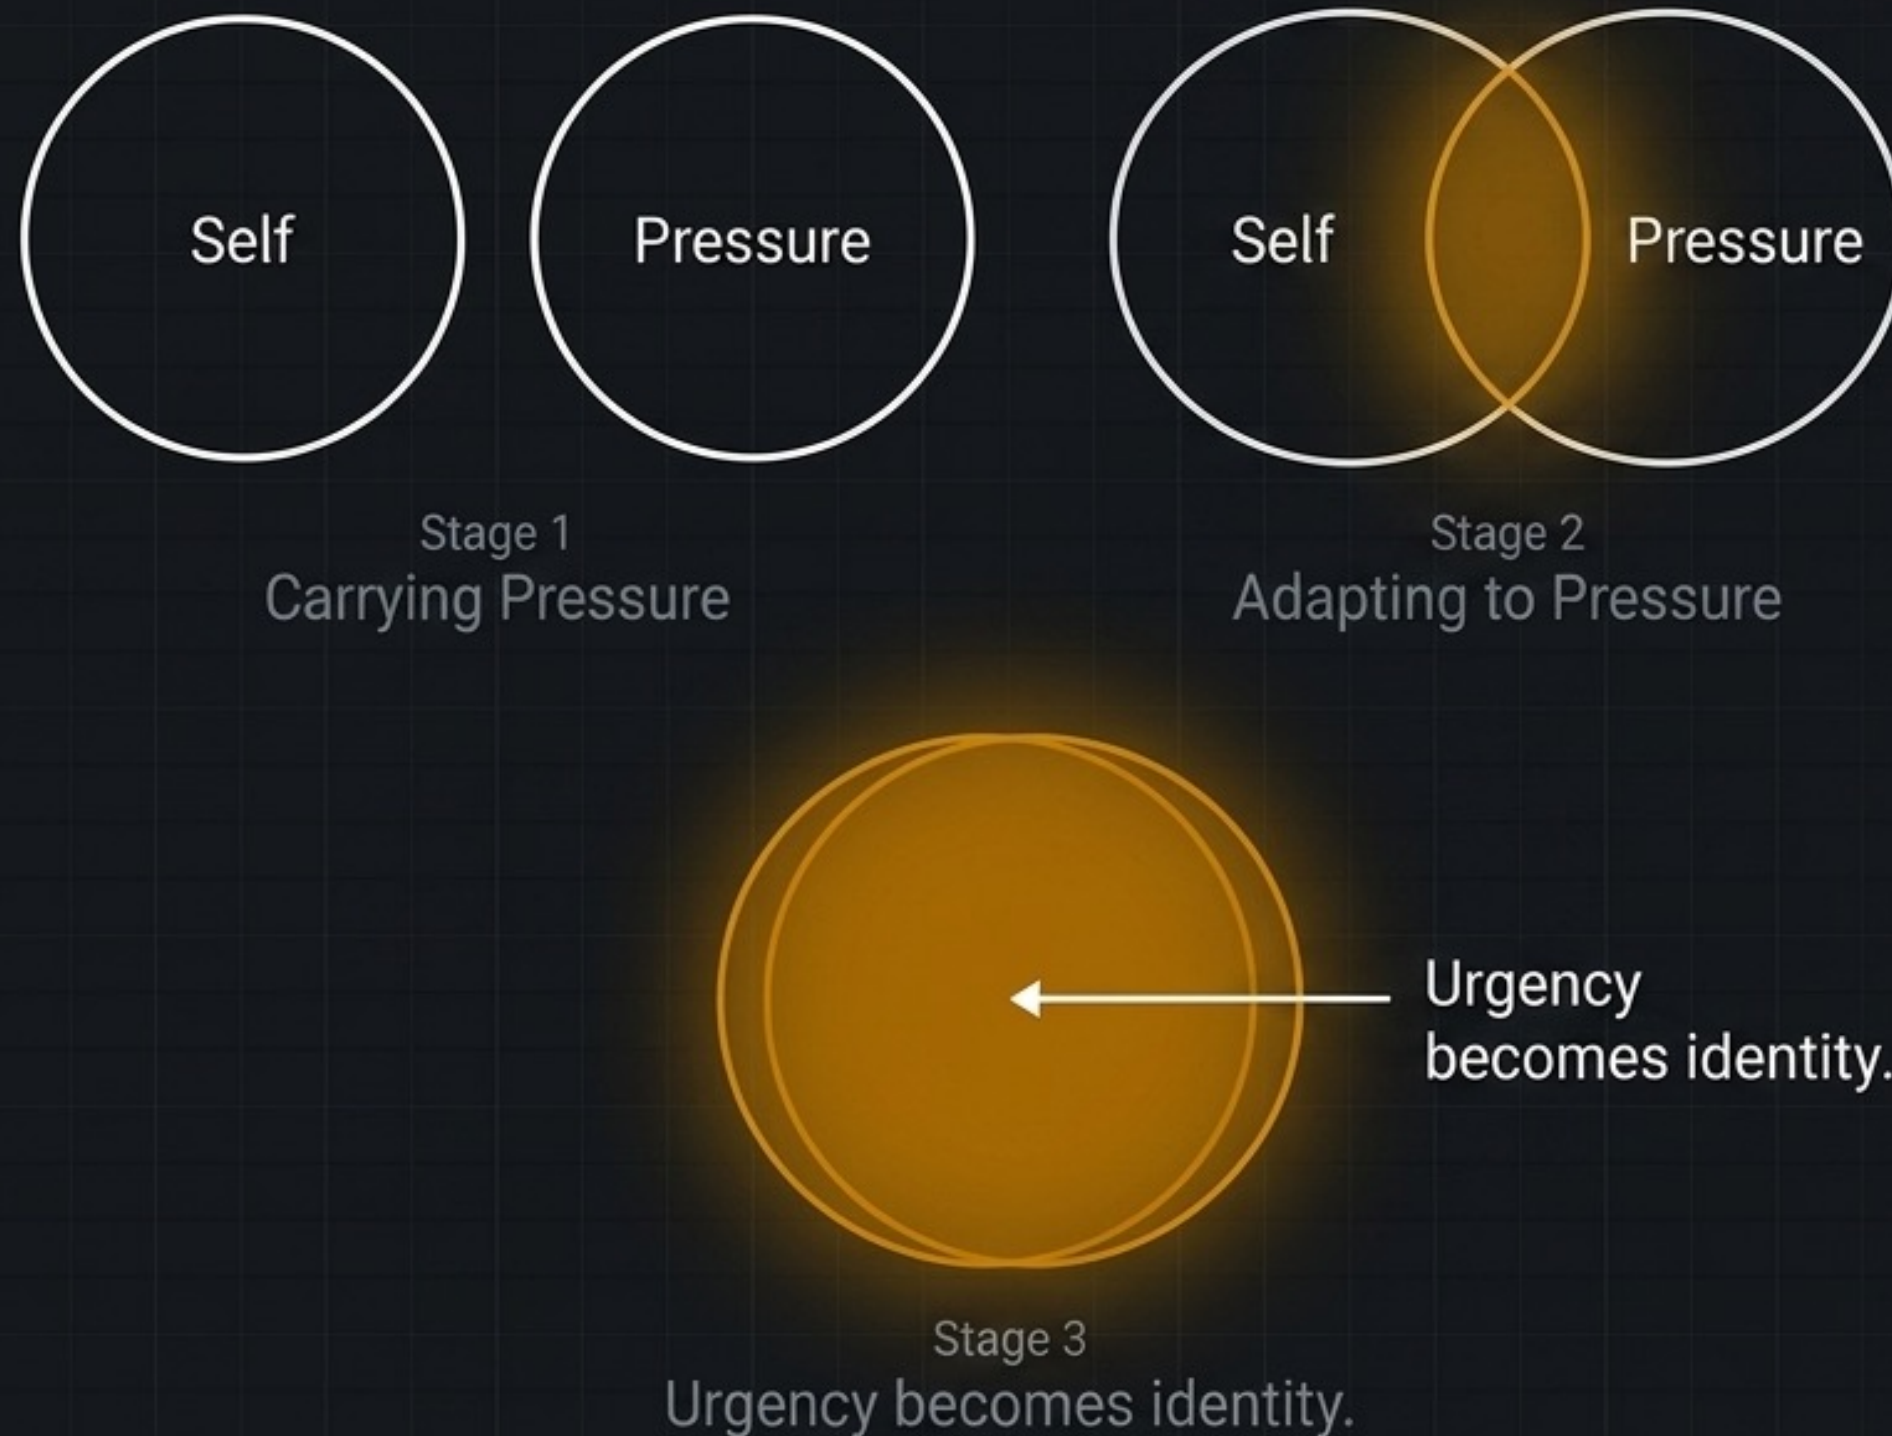 Self
Pressure
Self
Pressure
Stage 1
Carrying Pressure
Stage 2
Adapting to Pressure
Urgency
becomes identity.
Stage 3
Urgency becomes identity.